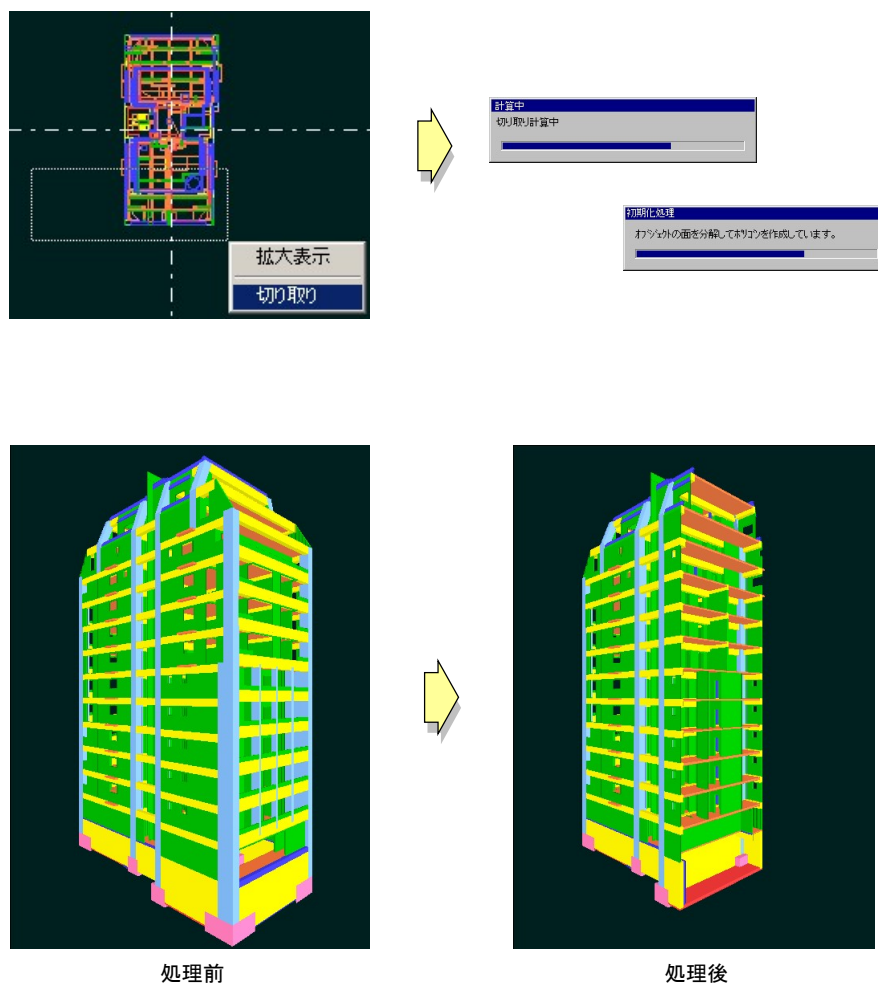 拡大表示
切り取り
計算中
切り取り計算中
初期化処理
ｵﾌﾞｼﾞｪｸﾄの面を分解してﾎﾟﾘｺﾞﾝを作成しています。
処理前
処理後